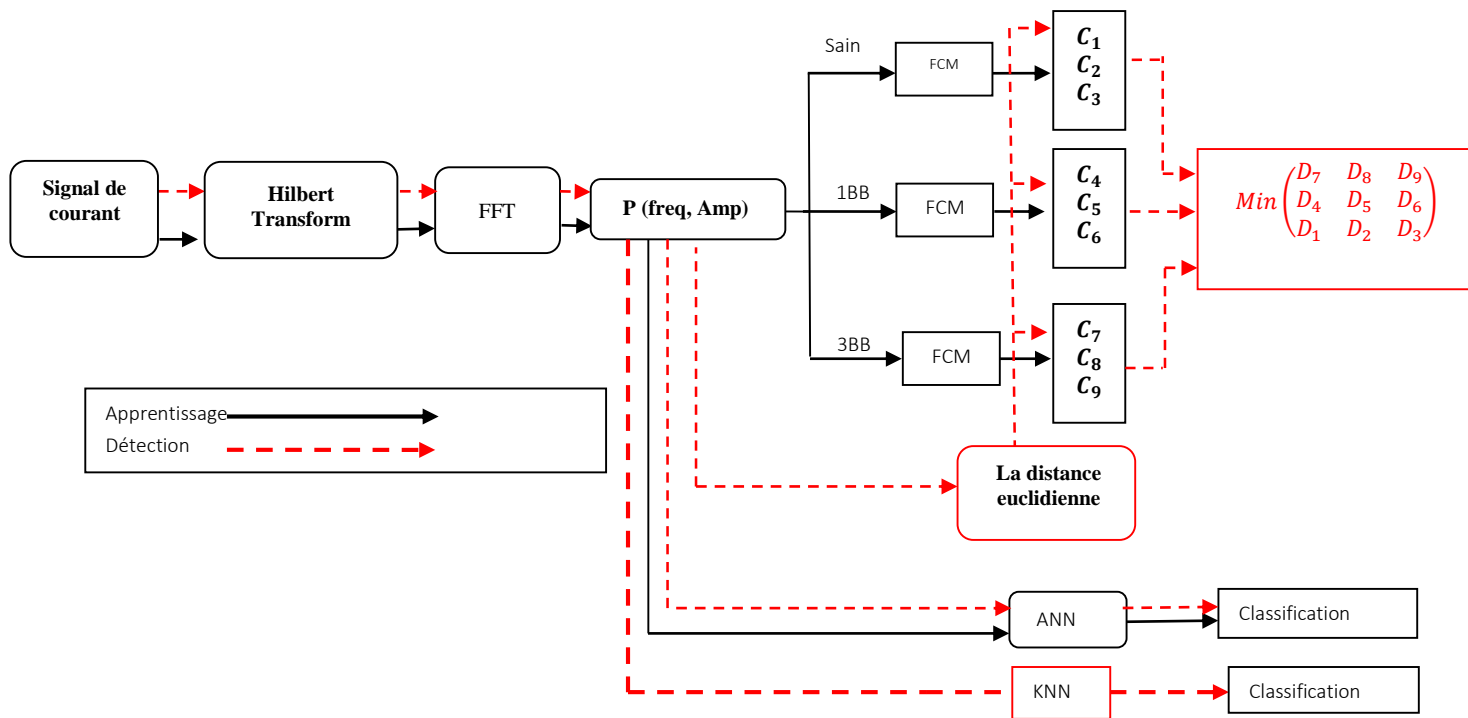 Signal de
courant
Hilbert
Transform
FFT
P (freq, Amp)
Sain
FCM
C₁
C₂
C₃
1BB
FCM
C₄
C₅
C₆
3BB
FCM
C₇
C₈
C₉
Min(D₇ D₈ D₉
D₄ D₅ D₆
D₁ D₂ D₃)
Apprentissage
Détection
La distance
euclidienne
ANN
Classification
KNN
Classification